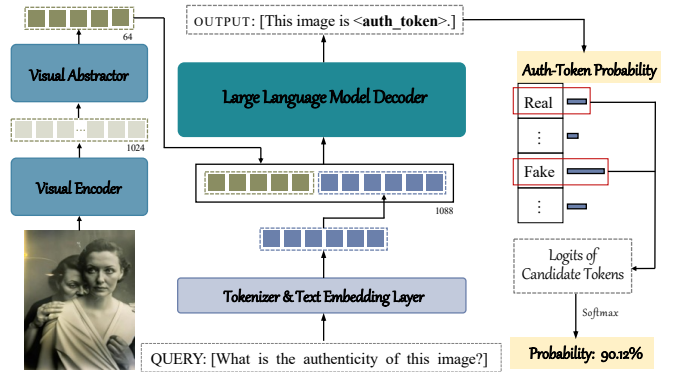 OUTPUT: [This image is <auth_token>.]
64
Visual Abstractor
Large Language Model Decoder
Auth-Token Probability
Real
⋮
...
1024
Fake
Visual Encoder
⋮
1088
Logits of
Candidate Tokens
Tokenizer & Text Embedding Layer
Softmax
QUERY: [What is the authenticity of this image?]
Probability: 90.12%